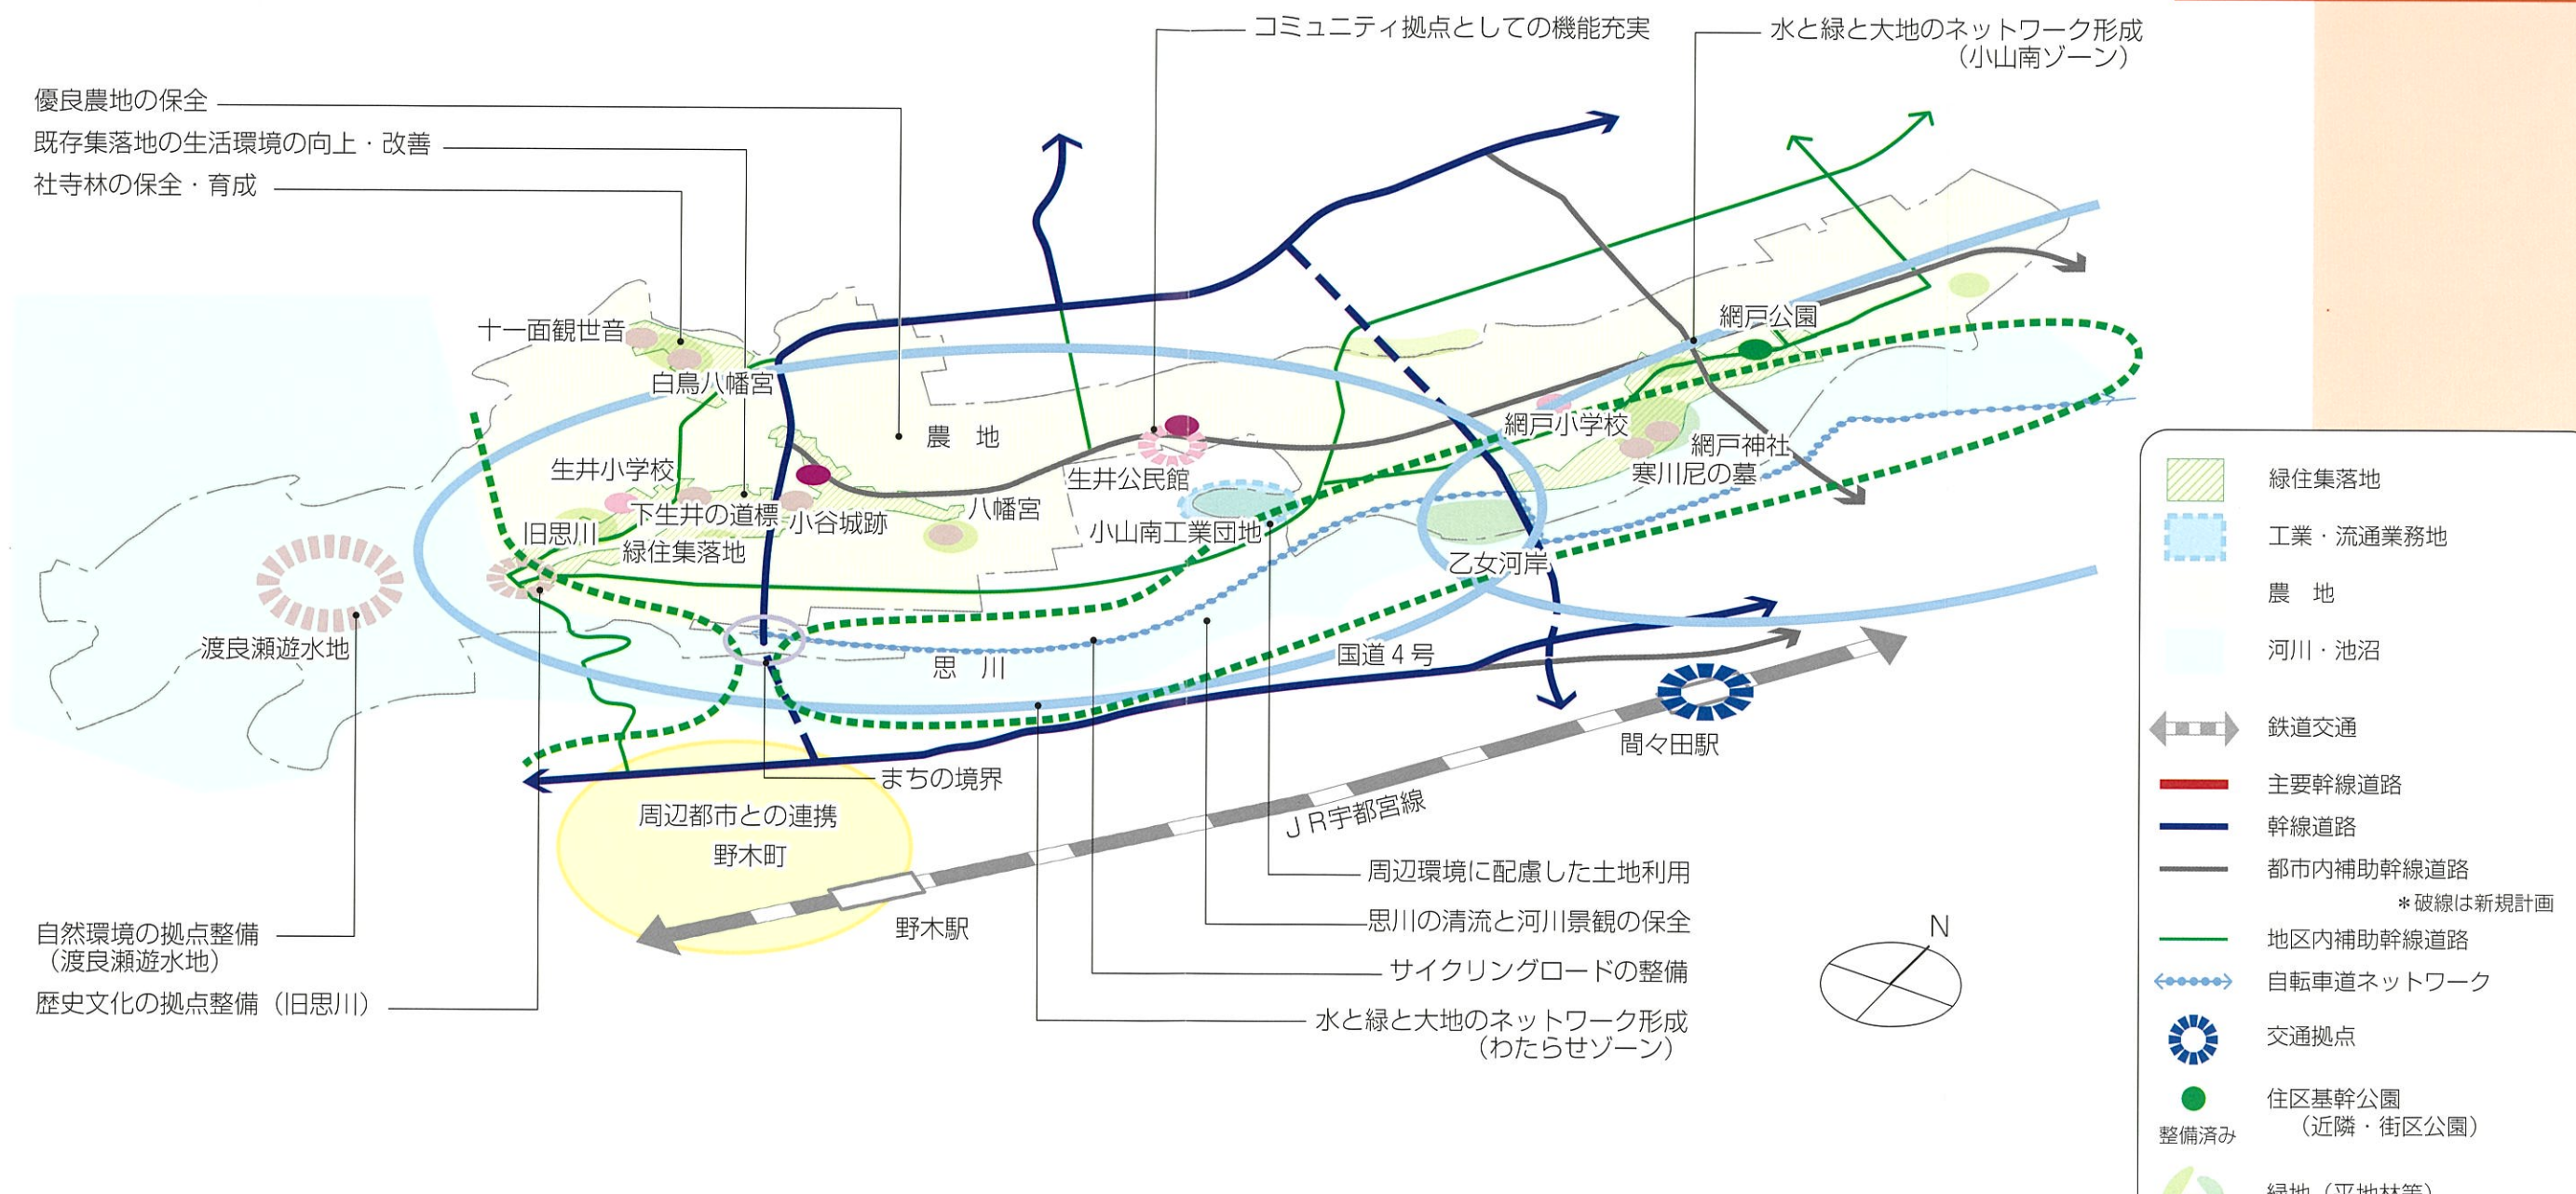 コミュニティ拠点としての機能充実
水と緑と大地のネットワーク形成
（小山南ゾーン）
優良農地の保全
既存集落地の生活環境の向上・改善
社寺林の保全・育成
十一面観世音
白鳥八幡宮
網戸公園
農　地
網戸小学校
網戸神社
寒川尼の墓
生井小学校
生井公民館
下生井の道標
小谷城跡
八幡宮
旧思川
緑住集落地
小山南工業団地
乙女河岸
渡良瀬遊水地
思　川
国道４号
間々田駅
まちの境界
周辺都市との連携
野木町
ＪＲ宇都宮線
野木駅
周辺環境に配慮した土地利用
思川の清流と河川景観の保全
サイクリングロードの整備
水と緑と大地のネットワーク形成
（わたらせゾーン）
自然環境の拠点整備
（渡良瀬遊水地）
歴史文化の拠点整備（旧思川）
N
緑住集落地
工業・流通業務地
農　地
河川・池沼
鉄道交通
主要幹線道路
幹線道路
都市内補助幹線道路
＊破線は新規計画
地区内補助幹線道路
自転車道ネットワーク
交通拠点
住区基幹公園
（近隣・街区公園）
整備済み
緑地（平地林等）